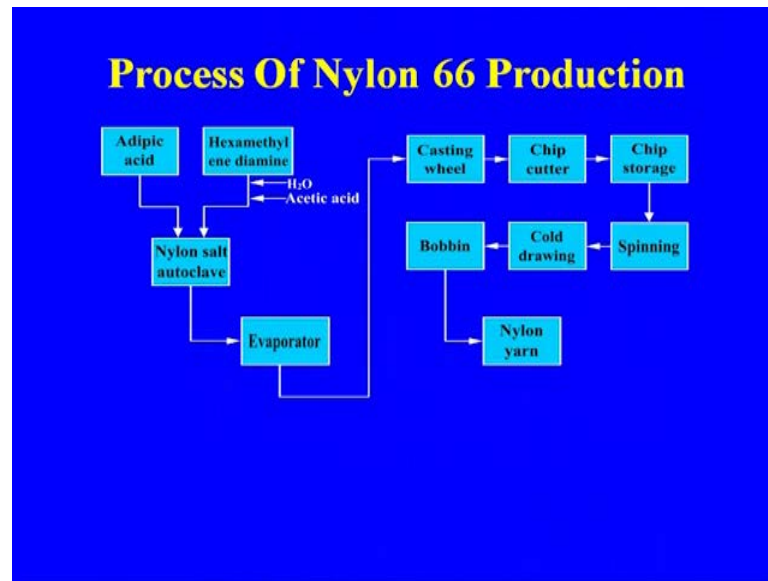 Process Of Nylon 66 Production
Adipic
acid
Hexamethyl
ene diamine
H₂O
Acetic acid
Nylon salt
autoclave
Evaporator
Casting
wheel
Chip
cutter
Chip
storage
Spinning
Cold
drawing
Bobbin
Nylon
yarn